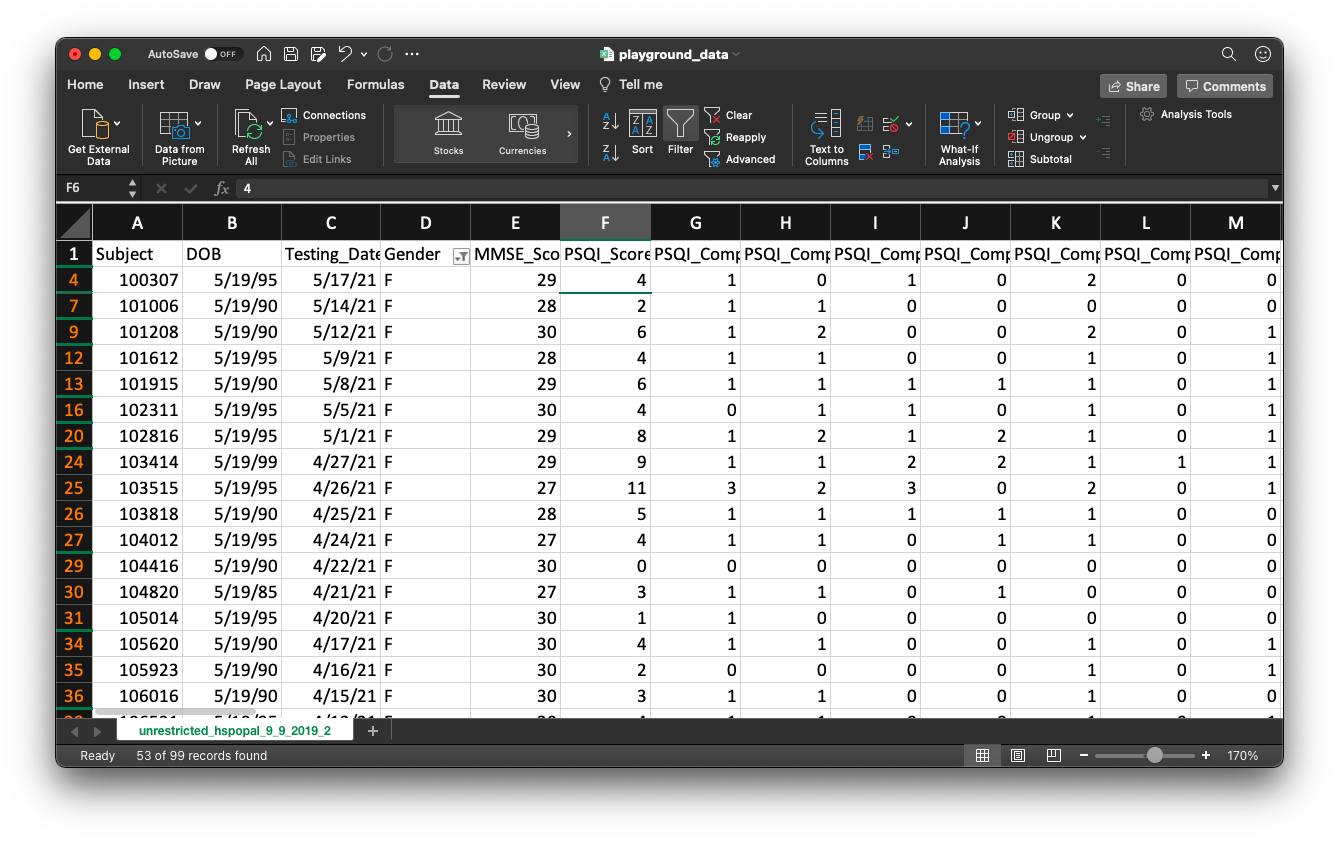 AutoSave OFF playground_data
Home Insert Draw Page Layout Formulas Data Review View Tell me Share Comments
Get External Data Data from Picture Refresh All Connections Properties Edit Links Stocks Currencies Sort Filter Clear Reapply Advanced Text to Columns What-If Analysis Group Ungroup Subtotal Analysis Tools
F6 fx 4
A B C D E F G H I J K L M
1 Subject DOB Testing_Date Gender MMSE_Sco PSQI_Score PSQI_Comp PSQI_Comp PSQI_Comp PSQI_Comp PSQI_Comp PSQI_Comp PSQI_Comp
4 100307 5/19/95 5/17/21 F 29 4 1 0 1 0 2 0 0
7 101006 5/19/90 5/14/21 F 28 2 1 1 0 0 0 0 0
9 101208 5/19/90 5/12/21 F 30 6 1 2 0 0 2 0 1
12 101612 5/19/95 5/9/21 F 28 4 1 1 0 0 1 0 1
13 101915 5/19/90 5/8/21 F 29 6 1 1 1 1 1 0 1
16 102311 5/19/95 5/5/21 F 30 4 0 1 1 0 1 0 1
20 102816 5/19/95 5/1/21 F 29 8 1 2 1 2 1 0 1
24 103414 5/19/99 4/27/21 F 29 9 1 1 2 2 1 1 1
25 103515 5/19/95 4/26/21 F 27 11 3 2 3 0 2 0 1
26 103818 5/19/90 4/25/21 F 28 5 1 1 1 1 1 0 0
27 104012 5/19/95 4/24/21 F 27 4 1 1 0 1 1 0 0
29 104416 5/19/90 4/22/21 F 30 0 0 0 0 0 0 0 0
30 104820 5/19/85 4/21/21 F 27 3 1 1 0 1 0 0 0
31 105014 5/19/95 4/20/21 F 30 1 1 0 0 0 0 0 0
34 105620 5/19/90 4/17/21 F 30 4 1 1 0 0 1 0 1
35 105923 5/19/90 4/16/21 F 30 2 0 0 0 0 1 0 1
36 106016 5/19/90 4/15/21 F 30 3 1 1 0 0 1 0 0
unrestricted_hspopal_9_9_2019_2
Ready 53 of 99 records found 170%